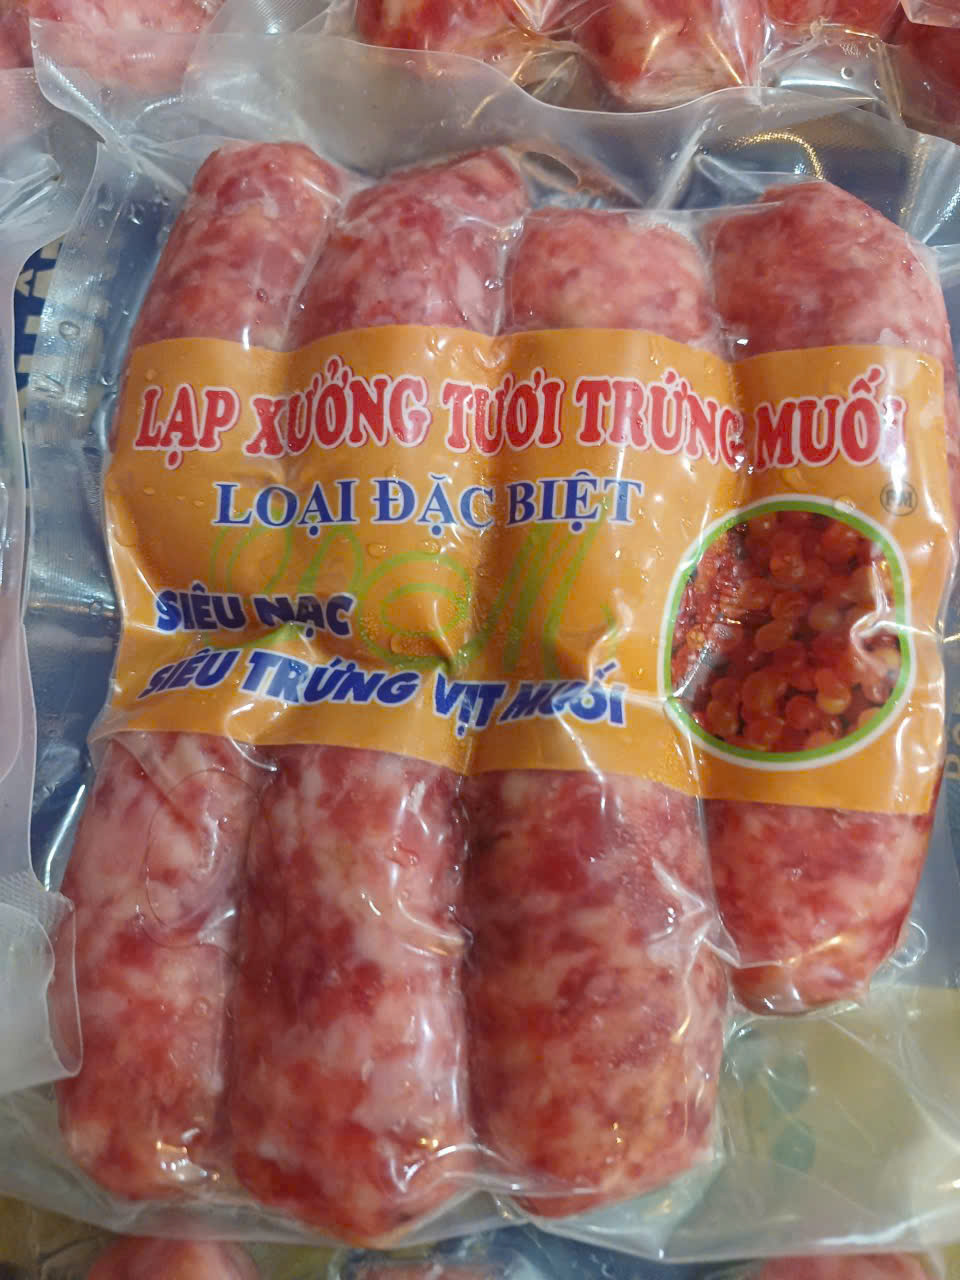 LẠP XƯỞNG TƯƠI TRỨNG MUỐI
LOẠI ĐẶC BIỆT
SIÊU NẠC
SIÊU TRỨNG VỊT MUỐI